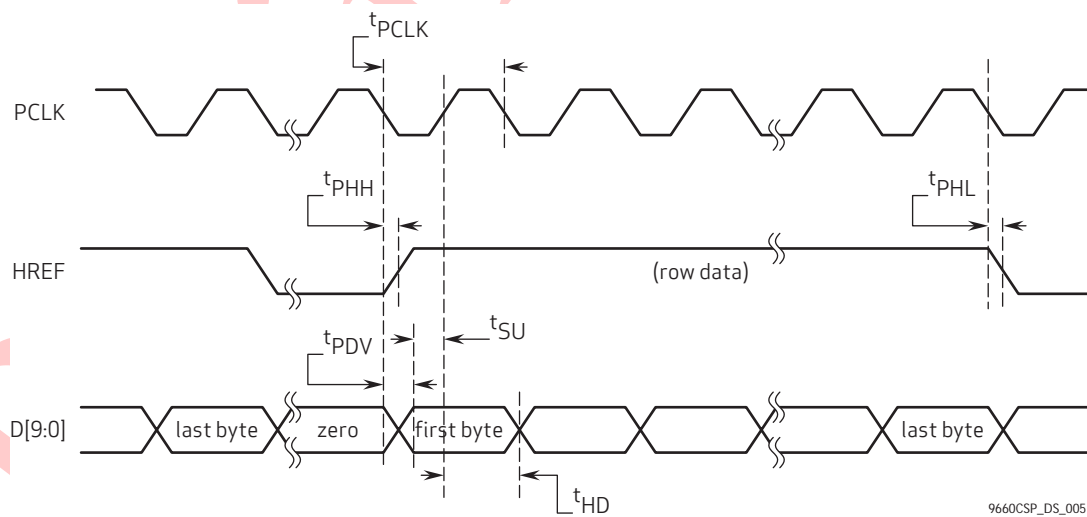 tPCLK
PCLK
tPHH
tPHL
HREF
(row data)
tSU
tPDV
D[9:0]
last byte
zero
first byte
last byte
tHD
9660CSP_DS_005